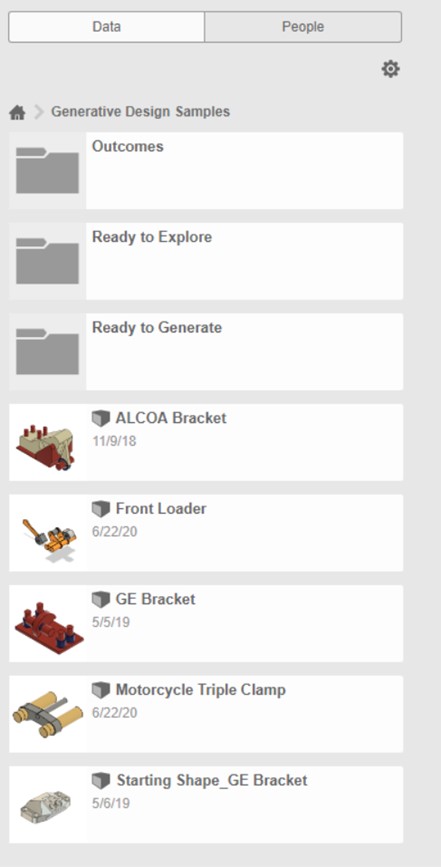 Data
People
Generative Design Samples
Outcomes
Ready to Explore
Ready to Generate
ALCOA Bracket
11/9/18
Front Loader
6/22/20
GE Bracket
5/5/19
Motorcycle Triple Clamp
6/22/20
Starting Shape_GE Bracket
5/6/19